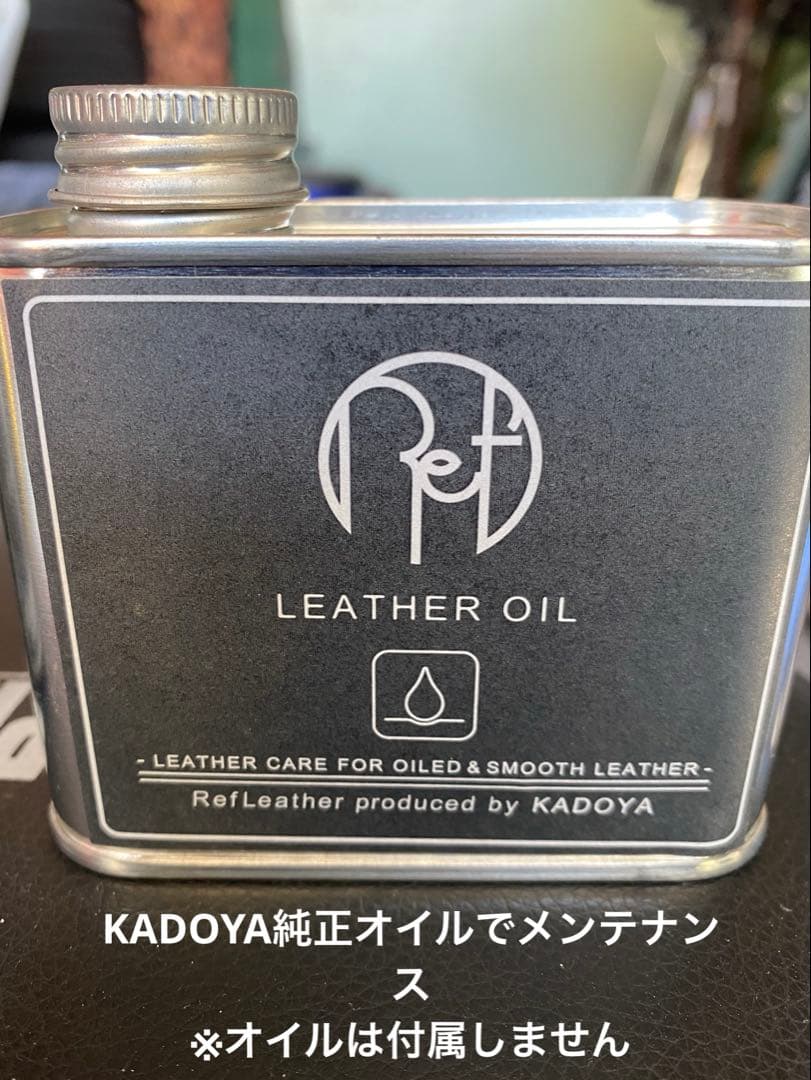 Ref
LEATHER OIL
- LEATHER CARE FOR OILED & SMOOTH LEATHER -
RefLeather produced by KADOYA
KADOYA純正オイルでメンテナン
ス
※オイルは付属しません